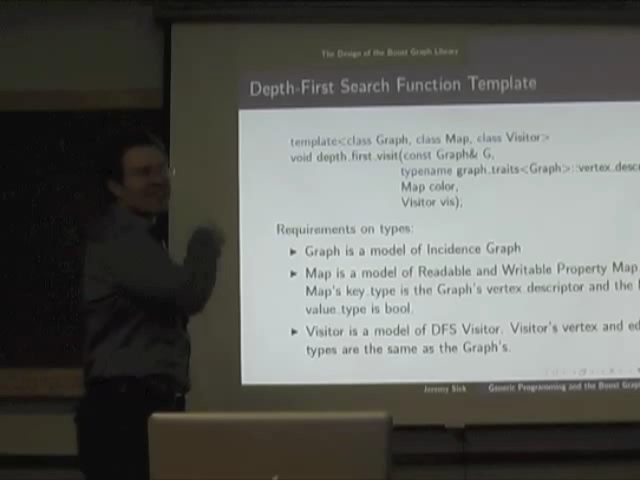 The Design of the Boost Graph Library
Depth-First Search Function Template
template<class Graph, class Map, class Visitor>
void depth_first_visit(const Graph& G,
typename graph_traits<Graph>::vertex_desc
Map color,
Visitor vis);
Requirements on types:
► Graph is a model of Incidence Graph
► Map is a model of Readable and Writable Property Map.
Map's key type is the Graph's vertex descriptor and the
value type is bool.
► Visitor is a model of DFS Visitor. Visitor's vertex and ed
types are the same as the Graph's.
Jeremy Siek Generic Programming and the Boost Grap